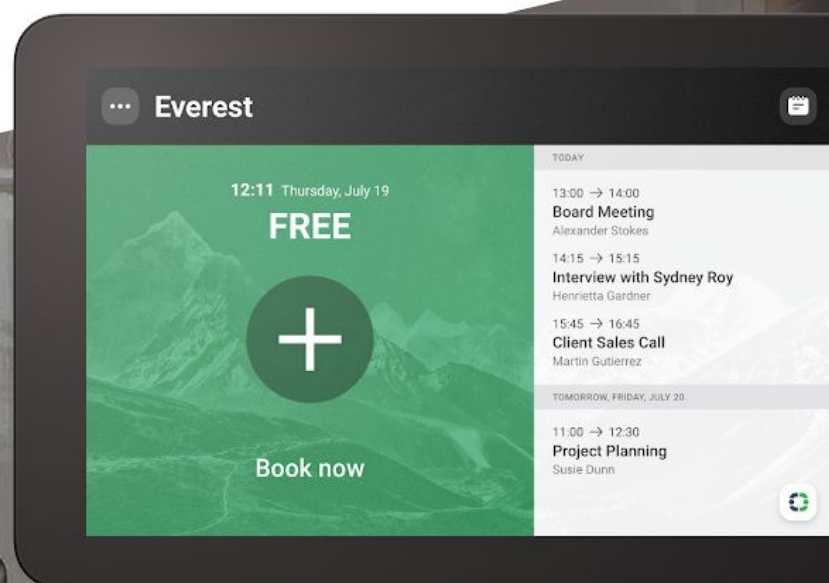 Everest
12:11 Thursday, July 19
FREE
Book now
TODAY
13:00 → 14:00
Board Meeting
Alexander Stokes
14:15 → 15:15
Interview with Sydney Roy
Henrietta Gardner
15:45 → 16:45
Client Sales Call
Martin Gutierrez
TOMORROW, FRIDAY, JULY 20
11:00 → 12:30
Project Planning
Susie Dunn